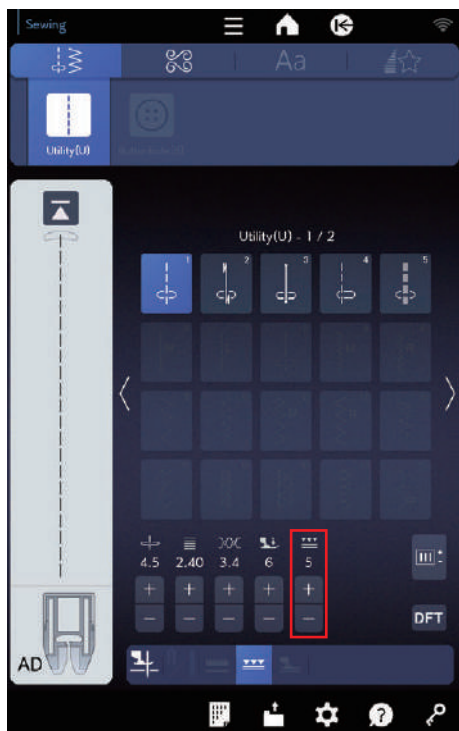 Sewing
Aa
Utility(U)
Utility(U) - 1 / 2
1 2 3 4 5
4.5 2.40 3.4 6 5
+ + + + +
− − − − −
DFT
AD